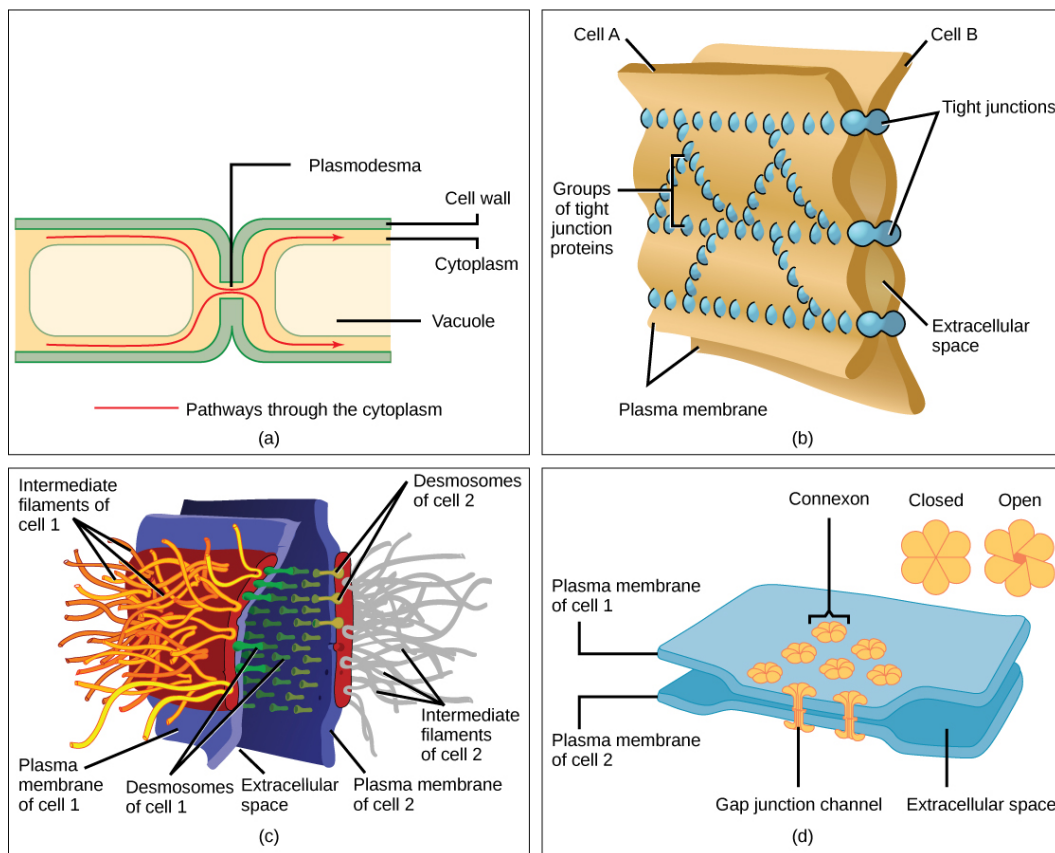 Plasmodesma
Cell wall
Cytoplasm
Vacuole
Pathways through the cytoplasm
(a)
Cell A
Cell B
Tight junctions
Groups
of tight
junction
proteins
Extracellular
space
Plasma membrane
(b)
Intermediate
filaments of
cell 1
Desmosomes
of cell 2
Intermediate
filaments of
cell 2
Plasma
membrane
of cell 1
Desmosomes
of cell 1
Extracellular
space
Plasma membrane
of cell 2
(c)
Connexon
Closed
Open
Plasma membrane
of cell 1
Plasma membrane
of cell 2
Gap junction channel
Extracellular space
(d)